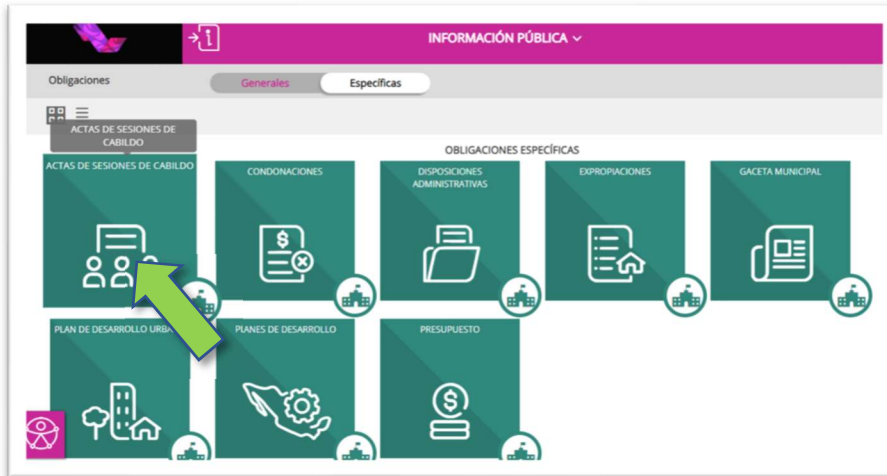 INFORMACIÓN PÚBLICA
Obligaciones
Generales
Específicas
ACTAS DE SESIONES DE
CABILDO
OBLIGACIONES ESPECÍFICAS
ACTAS DE SESIONES DE CABILDO
CONDONACIONES
DISPOSICIONES
ADMINISTRATIVAS
EXPROPIACIONES
GACETA MUNICIPAL
PLAN DE DESARROLLO
PLANES DE DESARROLLO
PRESUPUESTO